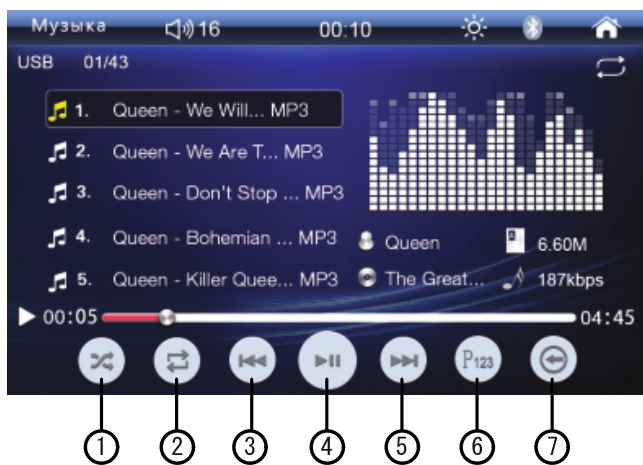 Музыка 16 00:10
USB 01/43
1. Queen - We Will... MP3
2. Queen - We Are T... MP3
3. Queen - Don't Stop ... MP3
4. Queen - Bohemian ... MP3 Queen 6.60M
5. Queen - Killer Quee... MP3 The Great... 187kbps
00:05 04:45
P123
1 2 3 4 5 6 7